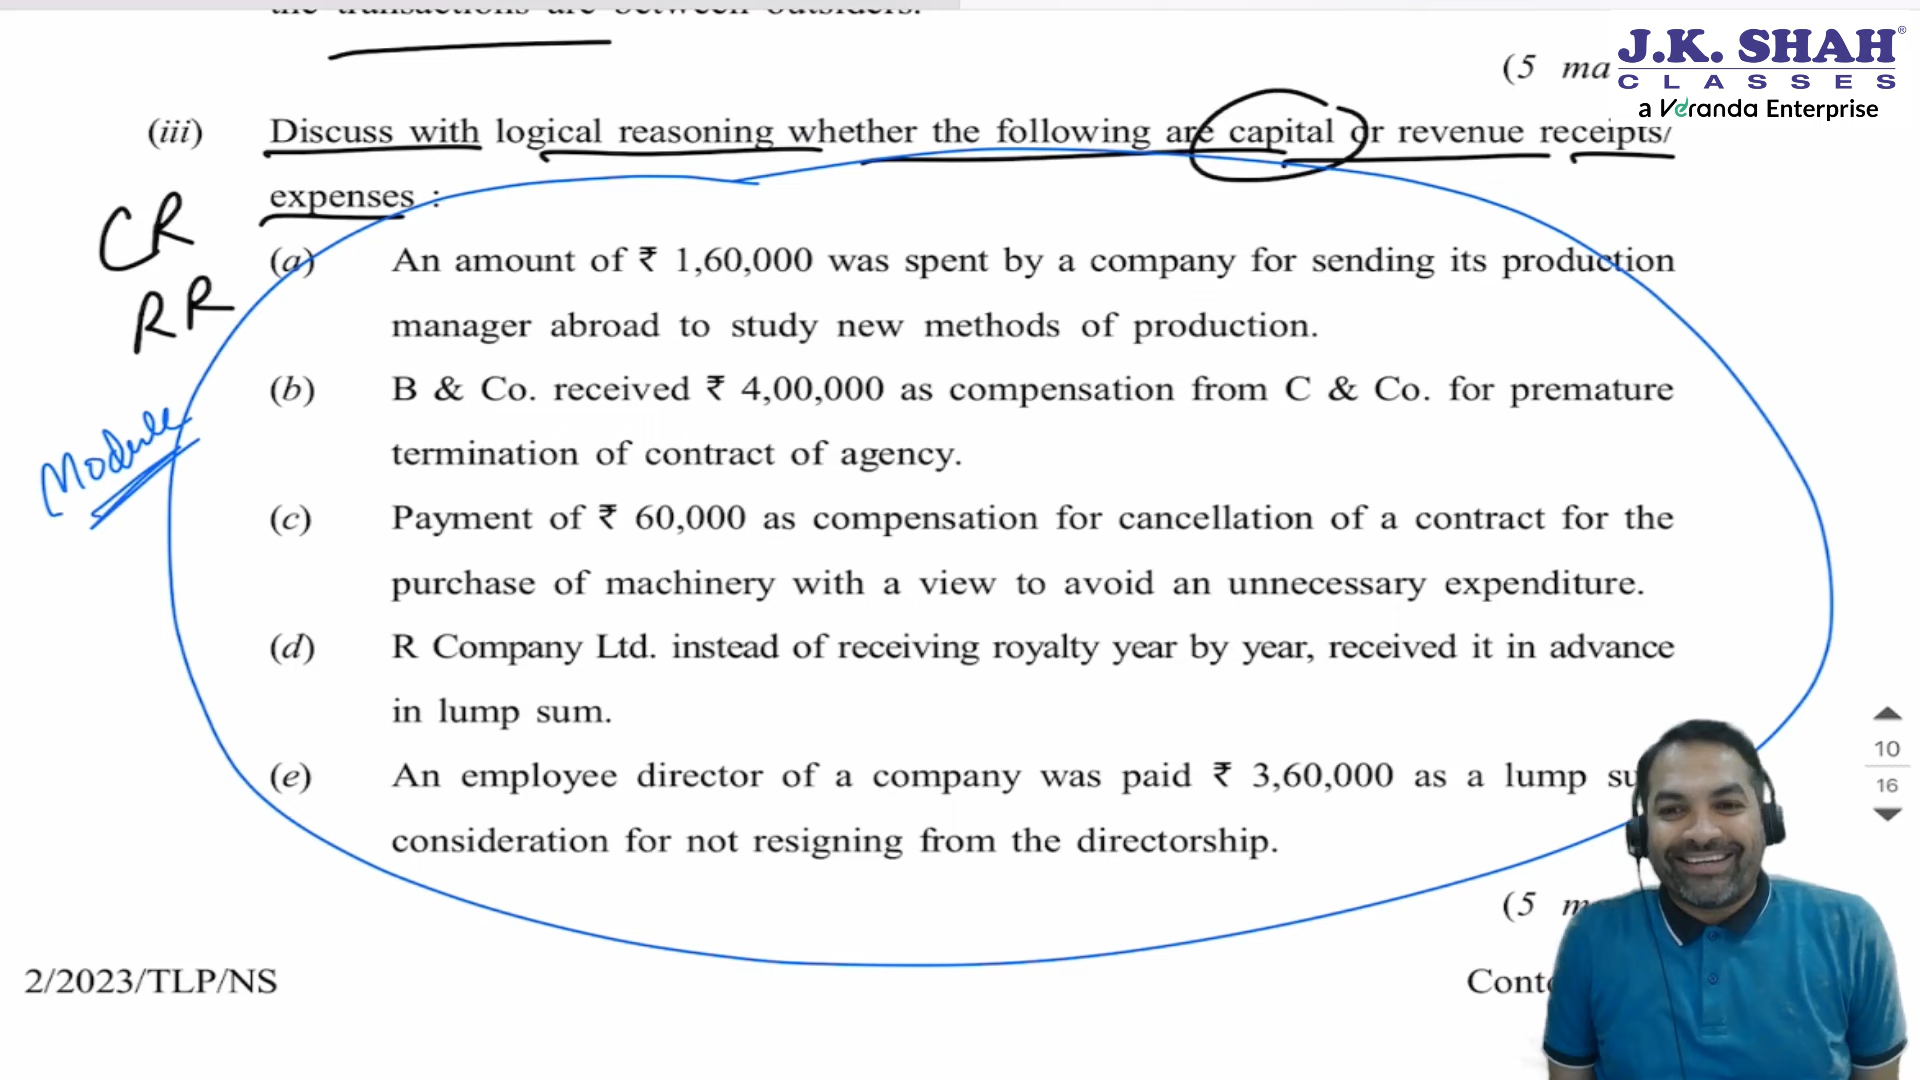 the transactions are between outsiders.
(5 ma
J.K. SHAH®
CLASSES
a Veranda Enterprise
(iii) Discuss with logical reasoning whether the following are capital or revenue receipts/
expenses :
CR
RR
Module
(a) An amount of ₹ 1,60,000 was spent by a company for sending its production
manager abroad to study new methods of production.
(b) B & Co. received ₹ 4,00,000 as compensation from C & Co. for premature
termination of contract of agency.
(c) Payment of ₹ 60,000 as compensation for cancellation of a contract for the
purchase of machinery with a view to avoid an unnecessary expenditure.
(d) R Company Ltd. instead of receiving royalty year by year, received it in advance
in lump sum.
(e) An employee director of a company was paid ₹ 3,60,000 as a lump su
consideration for not resigning from the directorship.
10
16
(5 m
2/2023/TLP/NS
Cont